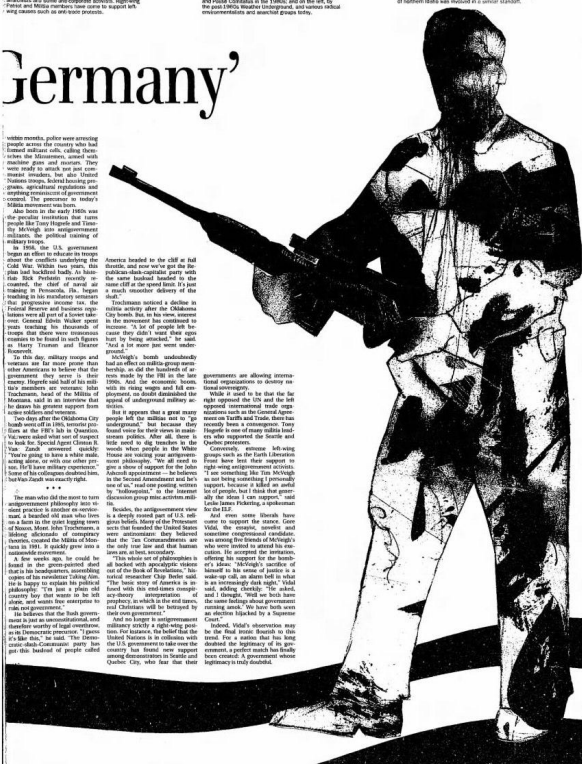 Patriot and Militia members have come to support left-
wing causes such as anti-trade protests.
the post-1960s Weather Underground, and various radical
environmentalists and anarchist groups today.
Germany'
within months, police were arresting
people across the country who had
formed militant cells, calling them-
selves the Minutemen, armed with
machine guns and mortars. They
were ready to attack not just com-
munist invaders, but also United
Nations troops, federal housing pro-
grams, agricultural regulations and
anything reminiscent of government
control. The precursor to today's
Militia movement was born.
Also born in the early 1960s was
the peculiar institution that turns
people like Tony Hogrefe and Timo-
thy McVeigh into antigovernment
militants, the political training of
military troops.
In 1958, the U.S. government
began an effort to educate its troops
about the conflicts underlying the
Cold War. Within two years, this
plan had backfired badly. As histo-
rian Rick Perlstein recently re-
counted, the chief of naval air
training in Pensacola, Fla., began
teaching in his mandatory seminars
that progressive income tax, the
Federal Reserve and business regu-
lations were all part of a Soviet take-
over. General Edwin Walker spent
years teaching his thousands of
troops that there were treasonous
enemies to be found in such figures
as Harry Truman and Eleanor
Roosevelt.
To this day, military troops and
veterans are far more prone than
other Americans to believe that the
government they serve is their
enemy. Hogrefe said half of his mili-
tia's members are veterans; John
Trochmann, head of the Militia of
Montana, said in an interview that
he draws his greatest support from
active soldiers and veterans.
Two days after the Oklahoma City
bomb went off in 1995, terrorist pro-
filers at the FBI's lab in Quantico,
Va., were asked what sort of suspect
to look for. Special Agent Clinton R.
Van Zandt answered quickly:
"You're going to have a white male,
acting alone, or with one other per-
son. He'll have military experience."
Some of his colleagues doubted him,
but Van Zandt was exactly right.
• • •
The man who did the most to turn
antigovernment philosophy into vi-
olent practice is another ex-service-
man, a bearded old man who lives
on a farm in the quiet logging town
of Noxon, Mont. John Trochmann, a
lifelong aficionado of conspiracy
theories, created the Militia of Mon-
tana in 1994. It quickly grew into a
nationwide movement.
A few weeks ago, he could be
found in the green-painted shed
that is his headquarters, assembling
copies of his newsletter Taking Aim.
He is happy to explain his political
philosophy: "I'm just a plain old
country boy that wants to be left
alone, and wants free enterprise to
rule, not government."
He believes that the Bush govern-
ment is just as unconstitutional, and
therefore worthy of legal overthrow,
as its Democratic precursor. "I guess
it's like this," he said. "The Demo-
cratic-slash-Communist party has
got this busload of people called
America headed to the cliff at full
throttle, and now we've got the Re-
publican-slash-capitalist party with
the same busload headed to the
same cliff at the speed limit. It's just
a much smoother delivery of the
shaft."
Trochmann noticed a decline in
militia activity after the Oklahoma
City bomb. But, to his view, interest
in the movement has continued to
increase. "A lot of people left be-
cause they didn't want their egos
hurt by being attacked," he said.
"And a lot more just went under-
ground."
McVeigh's bomb undoubtedly
had an effect on militia-group mem-
bership, as did the hundreds of ar-
rests made by the FBI in the late
1990s. And the economic boom,
with its rising wages and full em-
ployment, no doubt diminished the
appeal of underground military ac-
tivities.
But it appears that a great many
people left the militias not to "go
underground," but because they
found voice for their views in main-
stream politics. After all, there is
little need to dig trenches in the
woods when people in the White
House are voicing your antigovern-
ment philosophy. "We all need to
give a show of support for the John
Ashcroft appointment — he believes
in the Second Amendment and he's
one of us," read one posting written
by "hollowpoint," to the Internet
discussion group misc.activism.mili-
tia.
Besides, the antigovernment view
is a deeply rooted part of U.S. reli-
gious beliefs. Many of the Protestant
sects that founded the United States
were antinomian: they believed that
the Ten Commandments are
the only true law and that human
laws are, at best, secondary.
"This whole set of philosophies is
all backed with apocalyptic visions
out of the Book of Revelations," his-
torical researcher Chip Berlet said.
"The basic story of America is in-
fused with this end-times conspir-
acy-theory interpretation of
prophecy, in which in the end times
real Christians will be betrayed by
their own government."
And no longer is antigovernment
militancy strictly a right-wing posi-
tion. For instance, the belief that the
United Nations is in collusion with
the U.S. government to take over the
country has found new support
among demonstrators in Seattle and
Quebec City, who fear that their
governments are allowing interna-
tional organizations to destroy na-
tional sovereignty.
While it used to be that the far
right opposed the UN and the left
opposed international trade orga-
nizations such as the General Agree-
ment on Tariffs and Trade, there has
recently been a convergence. Tony
Hogrefe is one of many militia lead-
ers who supported the Seattle and
Quebec protesters.
Conversely, extreme left-wing
groups such as the Earth Liberation
Front have lent their support to
right-wing antigovernment activists.
"I see something like Tim McVeigh
as not being something I personally
support, because it killed an awful
lot of people, but I think that gener-
ally the ideas I can support," said
Leslie James Pickering, a spokesman
for the ELF.
And even some liberals have
come to support the stance. Gore
Vidal, the essayist, novelist and
onetime congressional candidate,
was among five friends of McVeigh's
who were invited to attend his exe-
cution. He accepted the invitation,
offering his support for the bomb-
er's ideas: "McVeigh's sacrifice of
himself to his sense of justice is a
wake-up call, an alarm bell in what
is an increasingly dark night," Vidal
said, adding cheekily: "He asked,
and I thought, 'Well we both have
the same feelings about government
running amok.' We have both seen
an election hijacked by a Supreme
Court."
Indeed, Vidal's observation may
be the final ironic flourish to this
trend. For a nation that has long
doubted the legitimacy of its gov-
ernment, a perfect match has finally
been created: A government whose
legitimacy is truly doubtful.